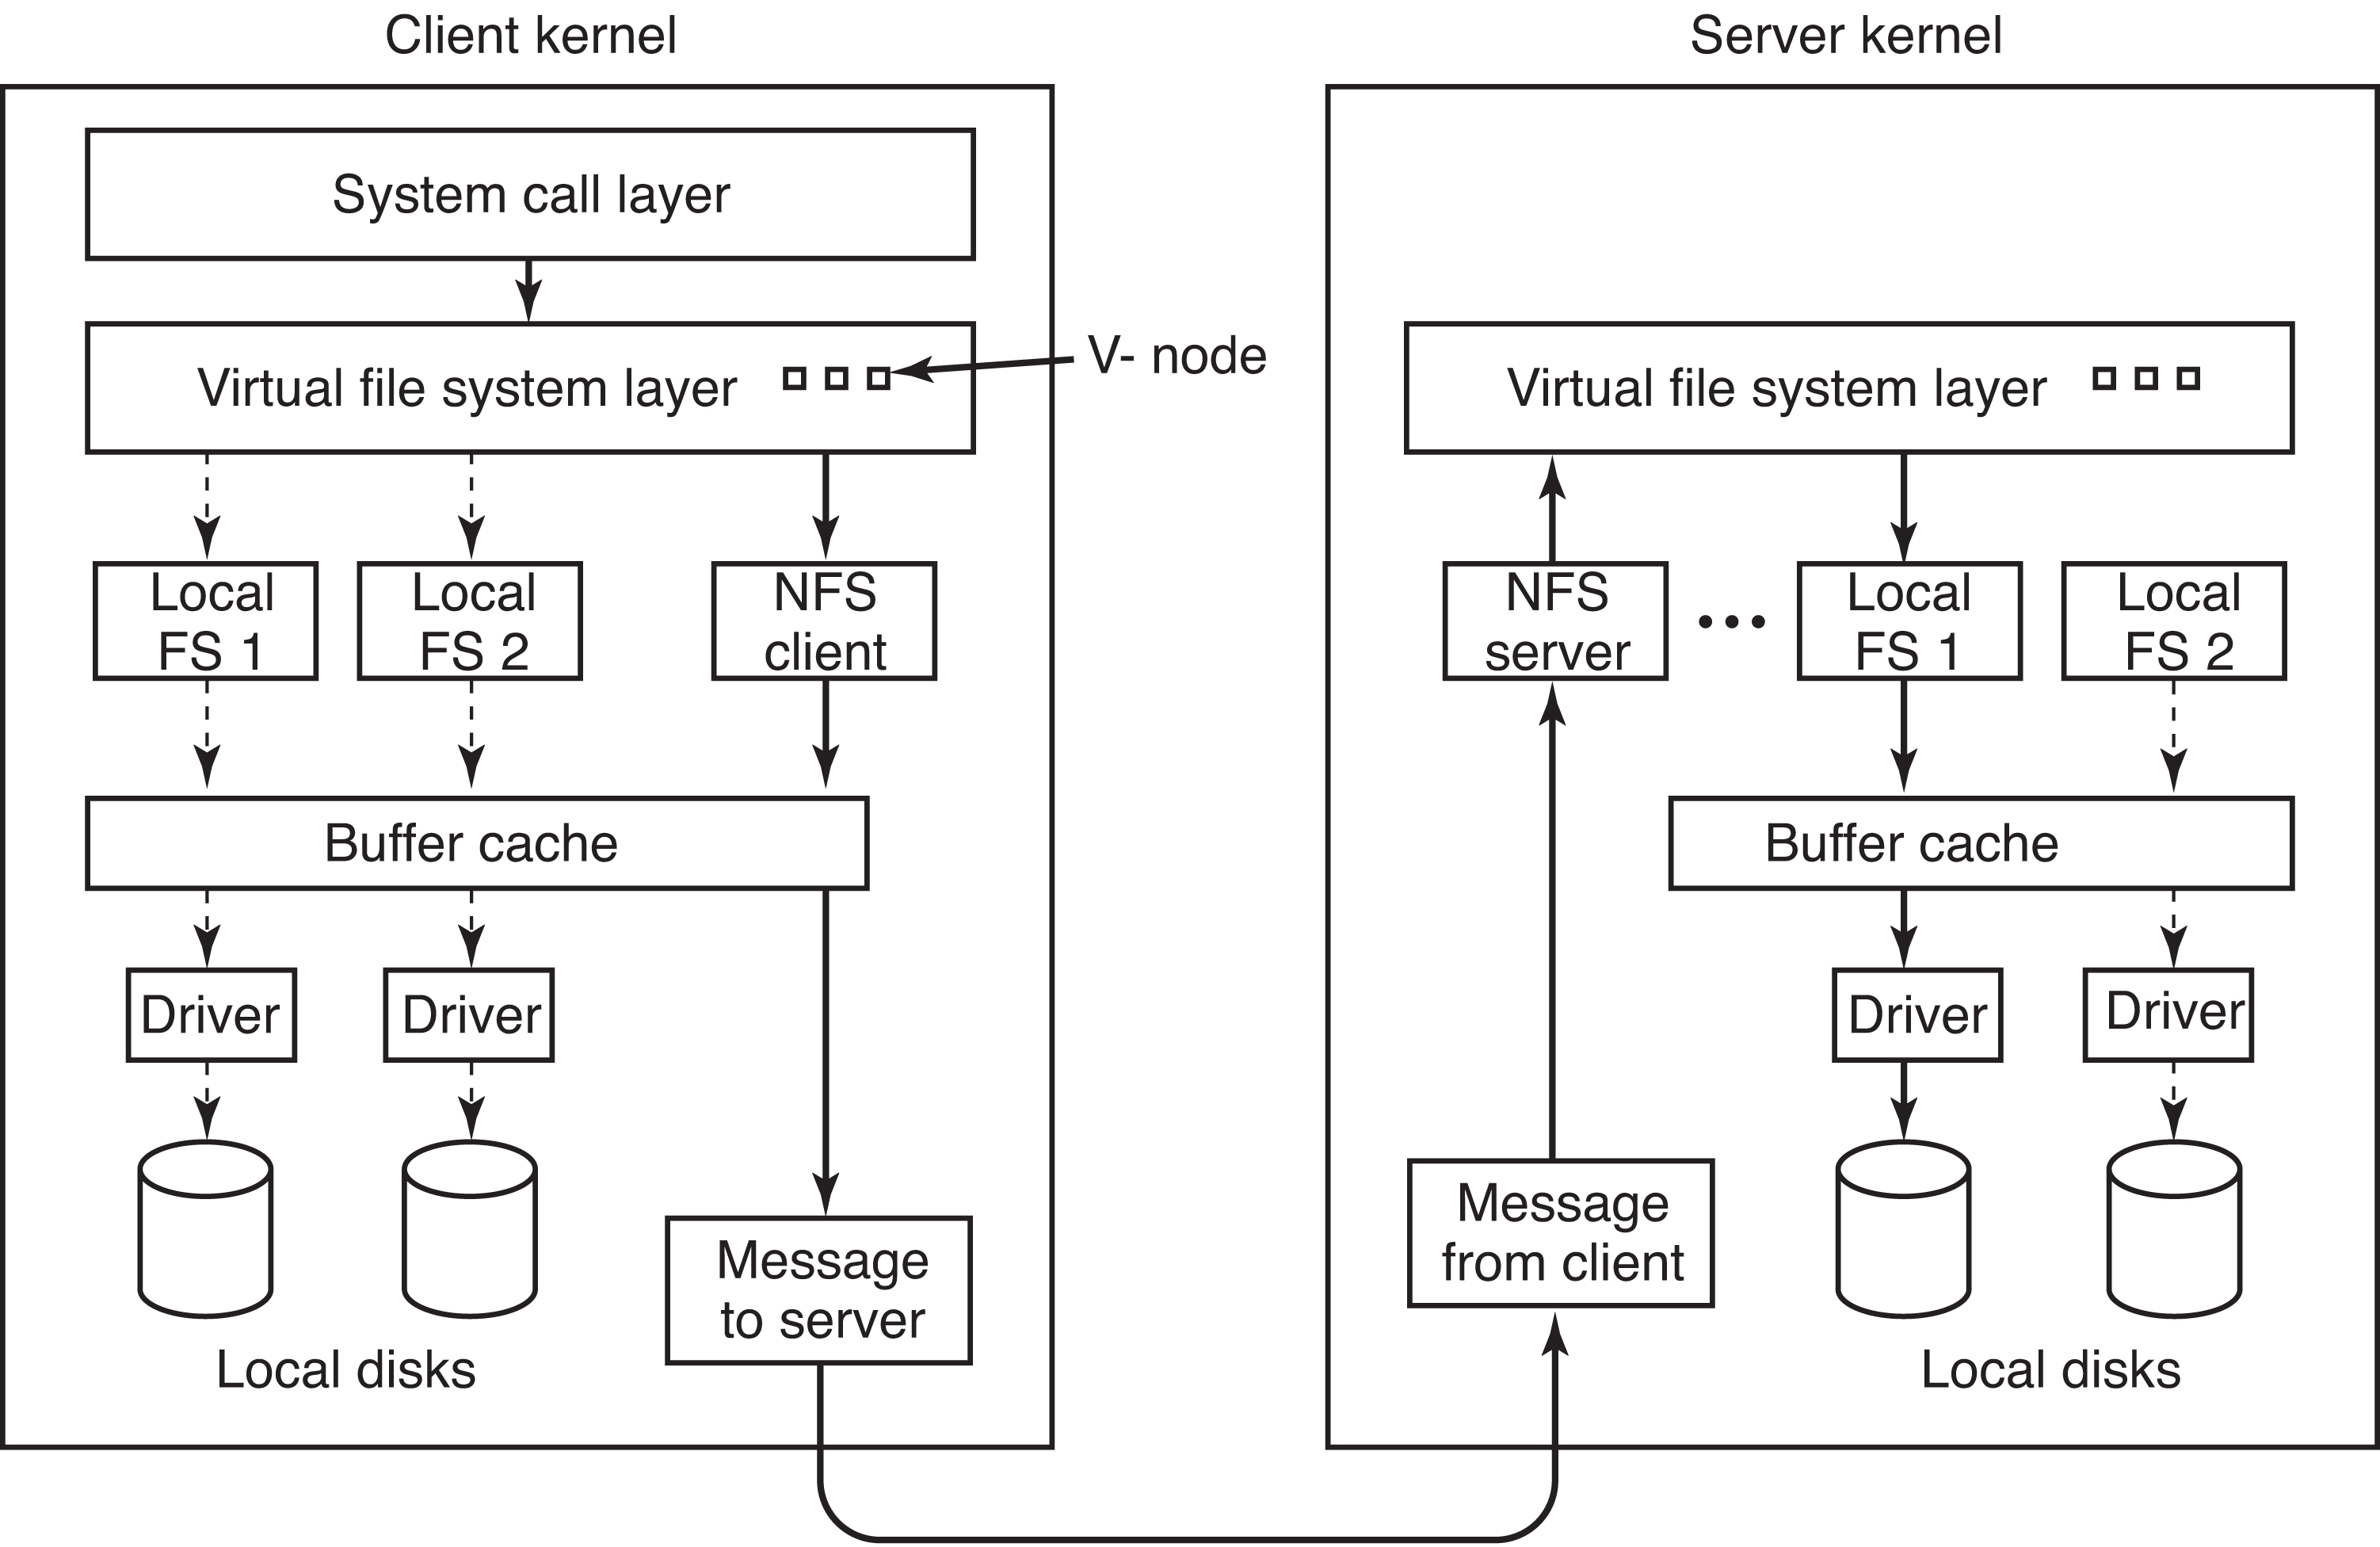 Client kernel
System call layer
Virtual file system layer
V- node
Local
FS 1
Local
FS 2
NFS
client
Buffer cache
Driver
Driver
Message
to server
Local disks
Server kernel
Virtual file system layer
NFS
server
Local
FS 1
Local
FS 2
Buffer cache
Driver
Driver
Message
from client
Local disks